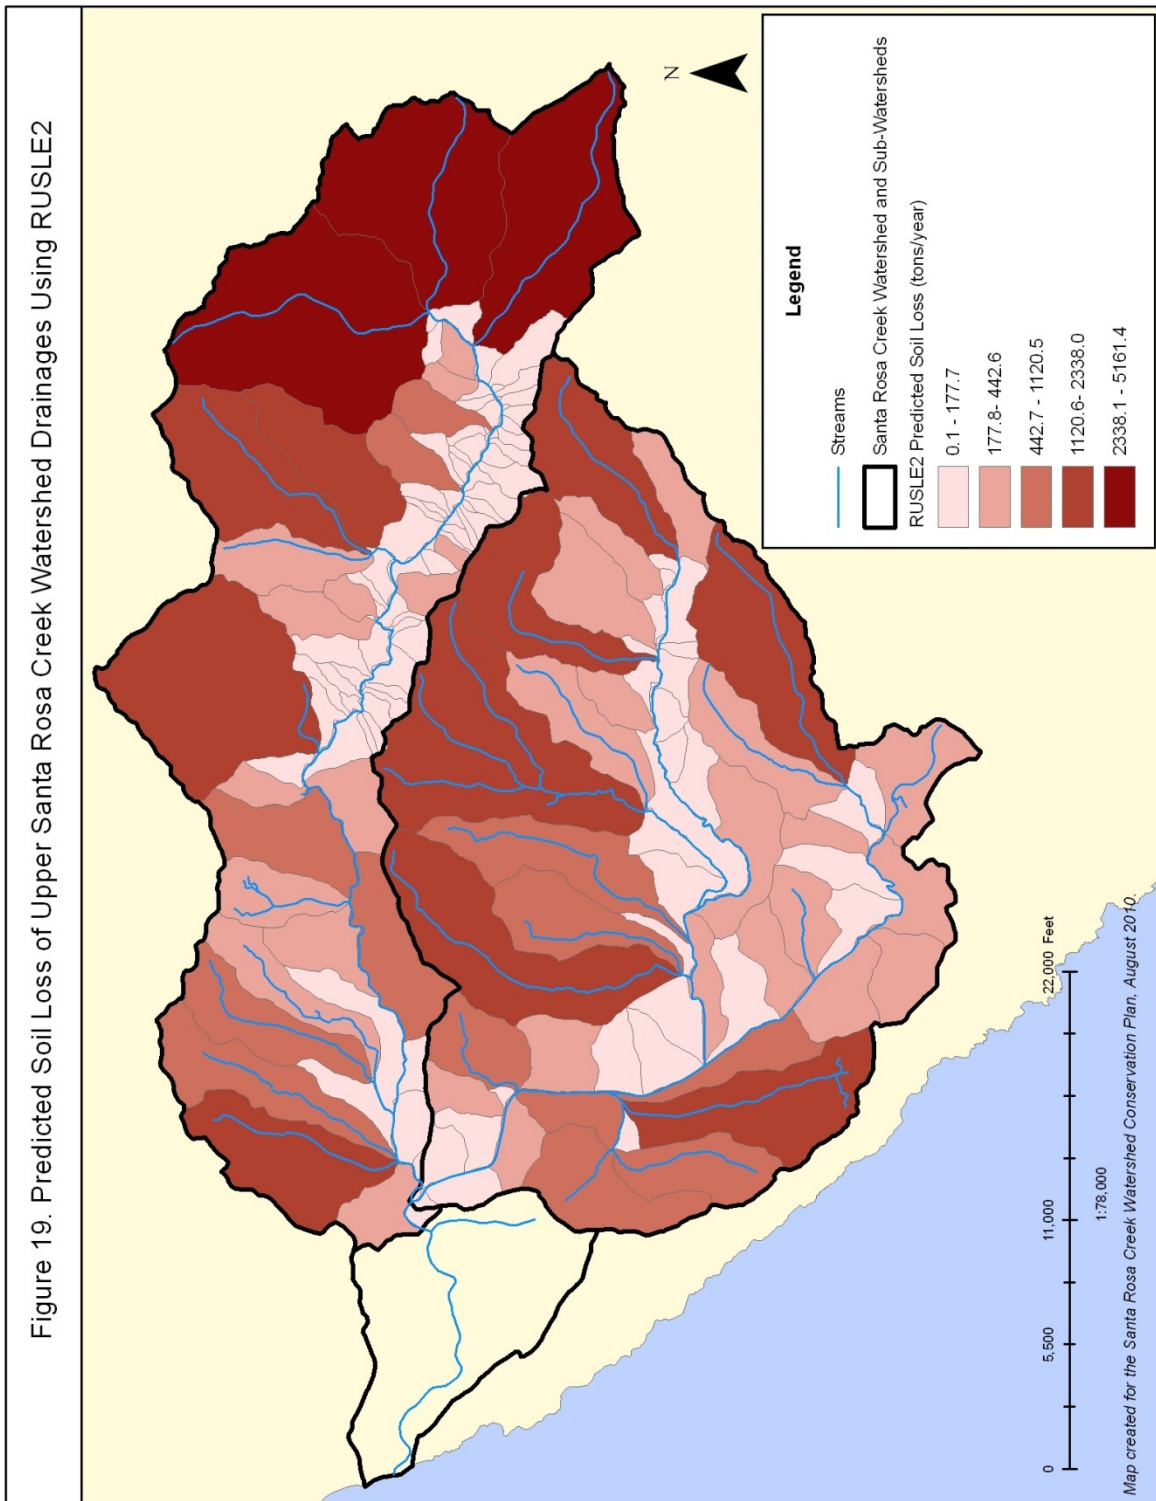 Figure 19. Predicted Soil Loss of Upper Santa Rosa Creek Watershed Drainages Using RUSLE2
N
Legend
Streams
Santa Rosa Creek Watershed and Sub-Watersheds
RUSLE2 Predicted Soil Loss (tons/year)
0.1 - 177.7
177.8- 442.6
442.7 - 1120.5
1120.6- 2338.0
2338.1 - 5161.4
0 5,500 11,000 22,000 Feet
1:78,000
Map created for the Santa Rosa Creek Watershed Conservation Plan, August 2010.